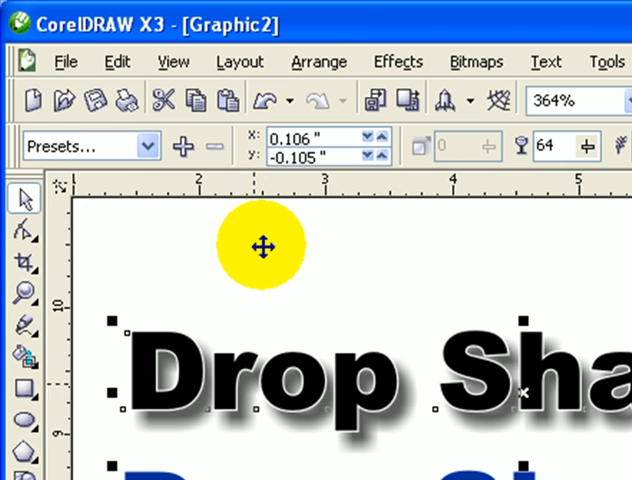 CorelDRAW X3 - [Graphic2]
File Edit View Layout Arrange Effects Bitmaps Text Tools
364%
Presets... x: 0.106 " 0 64
y: -0.105 "
2 3 4 5
10
Drop Sha
9